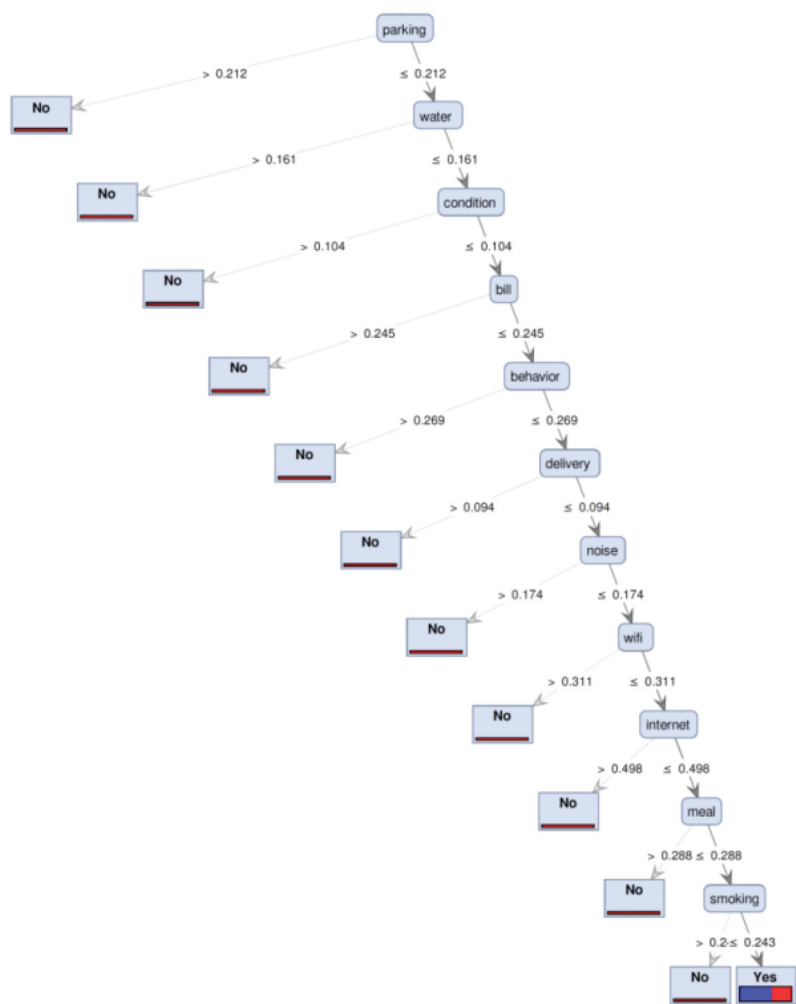 parking
> 0.212 ≤ 0.212
No
water
> 0.161 ≤ 0.161
No
condition
> 0.104 ≤ 0.104
No
bill
> 0.245 ≤ 0.245
No
behavior
> 0.269 ≤ 0.269
No
delivery
> 0.094 ≤ 0.094
No
noise
> 0.174 ≤ 0.174
No
wifi
> 0.311 ≤ 0.311
No
internet
> 0.498 ≤ 0.498
No
meal
> 0.288 ≤ 0.288
No
smoking
> 0.2 ≤ 0.243
No Yes